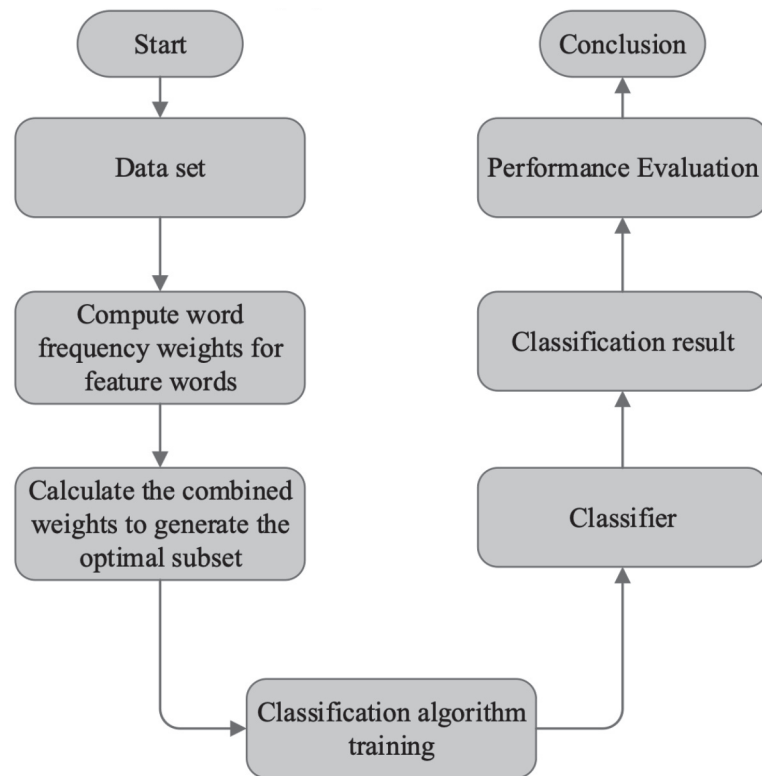 Start
Data set
Compute word
frequency weights for
feature words
Calculate the combined
weights to generate the
optimal subset
Classification algorithm
training
Classifier
Classification result
Performance Evaluation
Conclusion